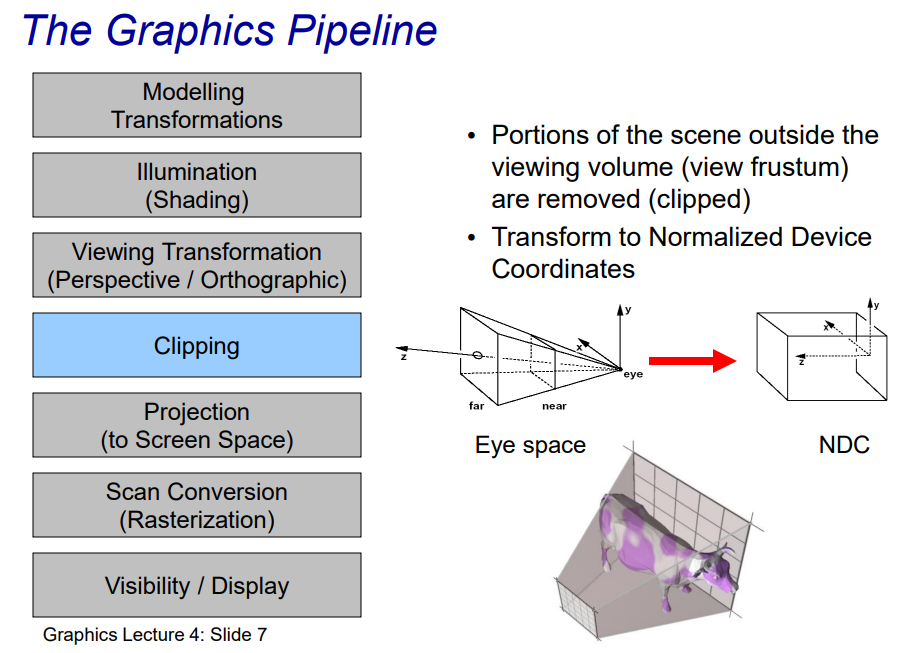 The Graphics Pipeline
Modelling
Transformations
Illumination
(Shading)
Viewing Transformation
(Perspective / Orthographic)
Clipping
Projection
(to Screen Space)
Scan Conversion
(Rasterization)
Visibility / Display
Graphics Lecture 4: Slide 7
• Portions of the scene outside the
viewing volume (view frustum)
are removed (clipped)
• Transform to Normalized Device
Coordinates
y
x
z
eye
far
near
Eye space
y
x
z
NDC